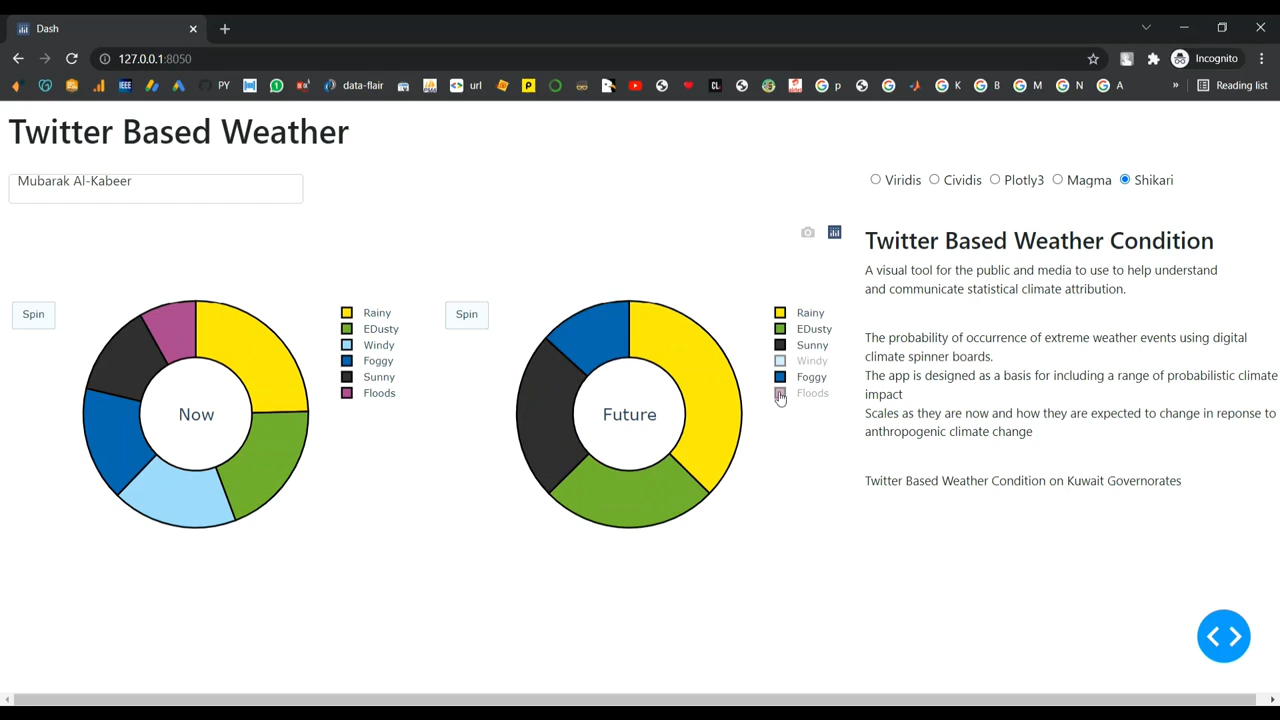 Dash
127.0.0.1:8050
Incognito
PY
data-flair
url
p
K
B
M
N
A
»
Reading list
Twitter Based Weather
Mubarak Al-Kabeer
Viridis Cividis Plotly3 Magma Shikari
Twitter Based Weather Condition
A visual tool for the public and media to use to help understand
and communicate statistical climate attribution.
The probability of occurrence of extreme weather events using digital
climate spinner boards.
The app is designed as a basis for including a range of probabilistic climate
impact
Scales as they are now and how they are expected to change in reponse to
anthropogenic climate change
Twitter Based Weather Condition on Kuwait Governorates
Spin
Now
Rainy
EDusty
Windy
Foggy
Sunny
Floods
Spin
Future
Rainy
EDusty
Sunny
Windy
Foggy
Floods